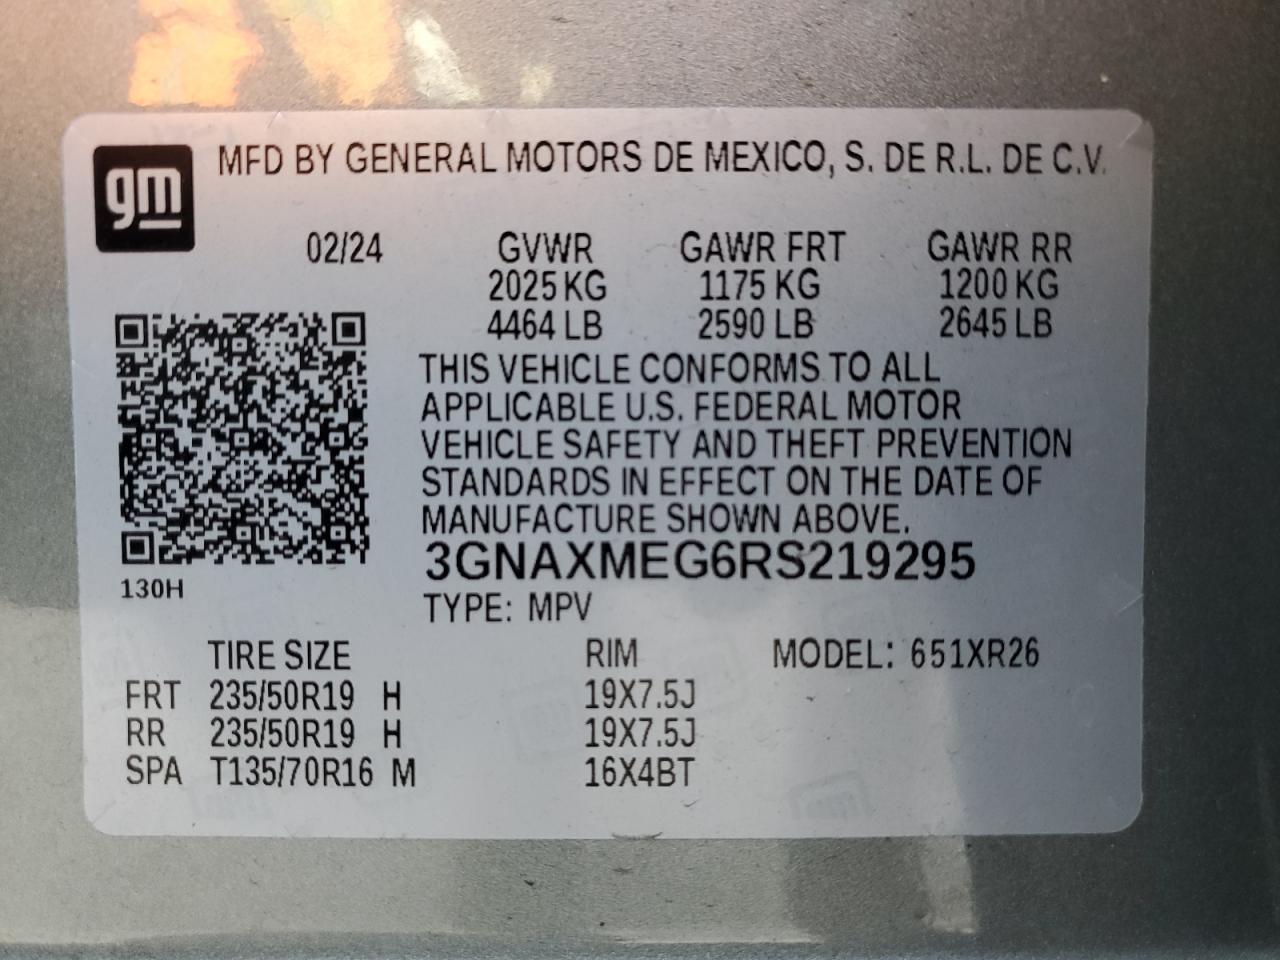 gm MFD BY GENERAL MOTORS DE MEXICO, S. DE R.L. DE C.V.
02/24 GVWR GAWR FRT GAWR RR
2025 KG 1175 KG 1200 KG
4464 LB 2590 LB 2645 LB
THIS VEHICLE CONFORMS TO ALL
APPLICABLE U.S. FEDERAL MOTOR
VEHICLE SAFETY AND THEFT PREVENTION
STANDARDS IN EFFECT ON THE DATE OF
MANUFACTURE SHOWN ABOVE.
3GNAXMEG6RS219295
130H
TYPE: MPV
TIRE SIZE RIM MODEL: 651XR26
FRT 235/50R19 H 19X7.5J
RR 235/50R19 H 19X7.5J
SPA T135/70R16 M 16X4BT